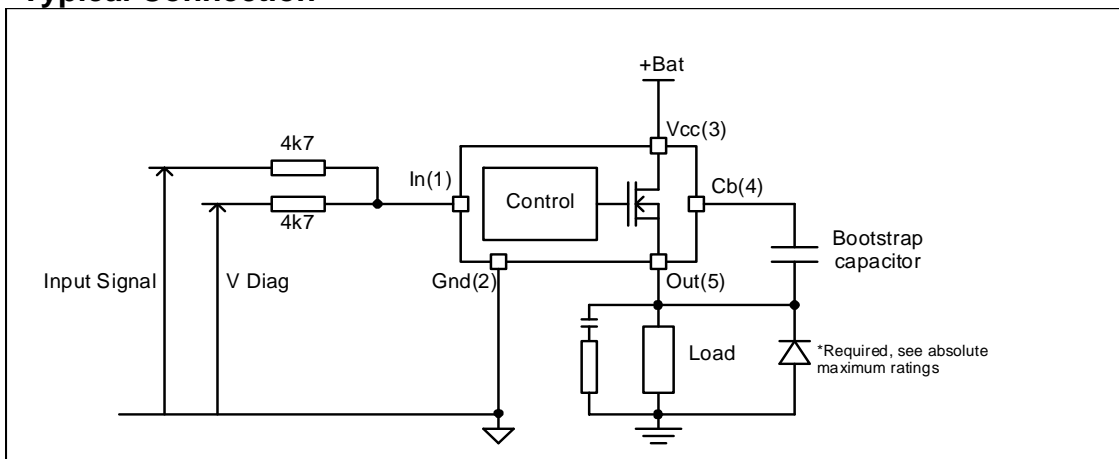 Typical Connection
+Bat
Vcc(3)
4k7
In(1)
Cb(4)
Control
4k7
Bootstrap
capacitor
Input Signal
V Diag
Gnd(2)
Out(5)
Load
*Required, see absolute
maximum ratings